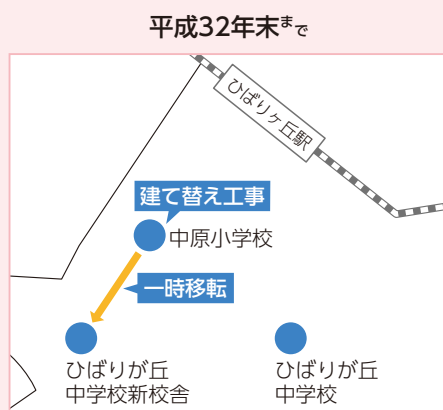 平成32年末まで
ひばりヶ丘駅
建て替え工事
中原小学校
一時移転
ひばりが丘
中学校新校舎
ひばりが丘
中学校